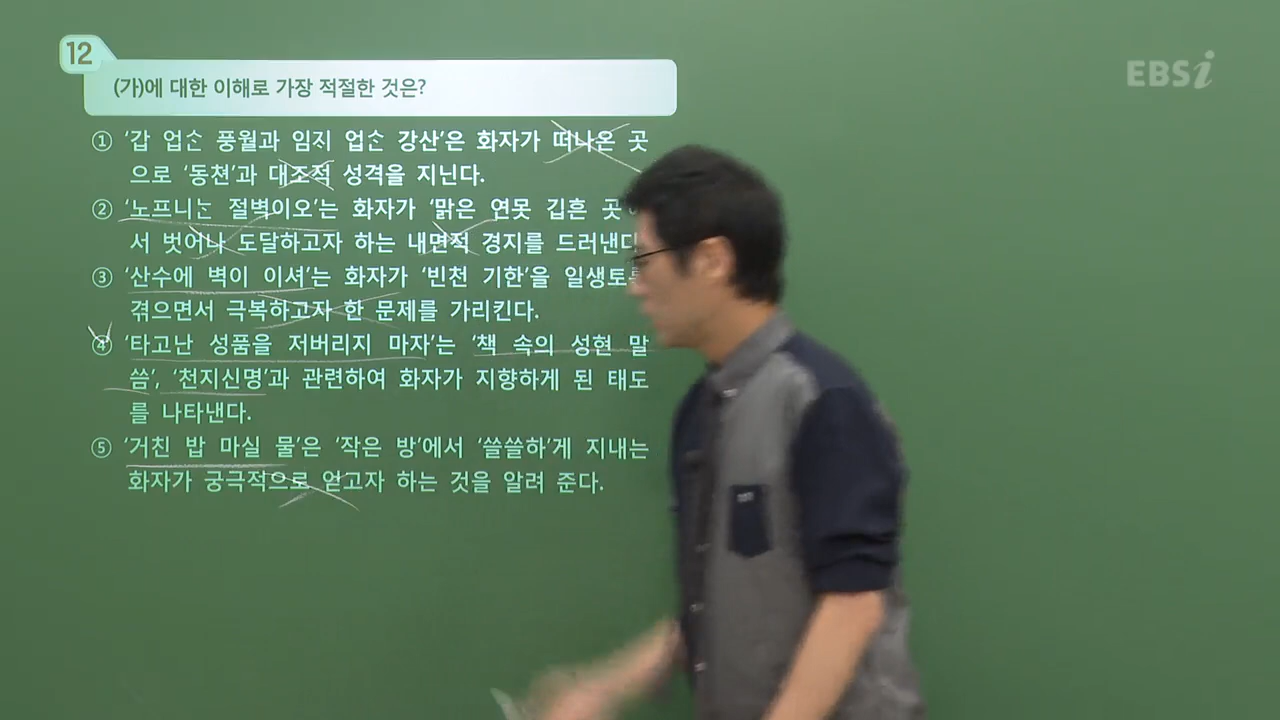 12
EBSi
(가)에 대한 이해로 가장 적절한 것은?
① '갑 업슨 풍월과 임지 업슨 강산'은 화자가 떠나온 곳
으로 '동천'과 대조적 성격을 지닌다.
② '노프니는 절벽이오'는 화자가 '맑은 연못 깁흔 곳'에
서 벗어나 도달하고자 하는 내면적 경지를 드러낸
③ '산수에 벽이 이셔'는 화자가 '빈천 기한'을 일생토록
겪으면서 극복하고자 한 문제를 가리킨다.
④ '타고난 성품을 저버리지 마자'는 '책 속의 성현 말
씀', '천지신명'과 관련하여 화자가 지향하게 된 태도
를 나타낸다.
⑤ '거친 밥 마실 물'은 '작은 방'에서 '쓸쓸하'게 지내는
화자가 궁극적으로 얻고자 하는 것을 알려 준다.